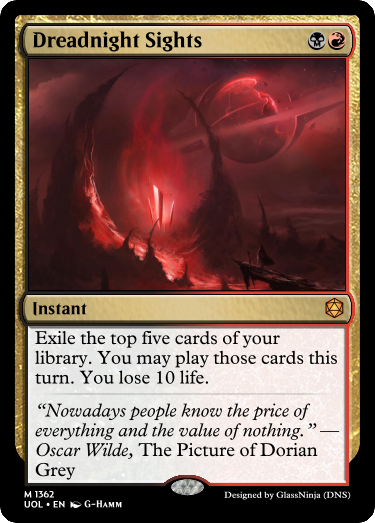 Dreadnight Sights
Instant
Exile the top five cards of your
library. You may play those cards this
turn. You lose 10 life.
“Nowadays people know the price of
everything and the value of nothing.” —
Oscar Wilde, The Picture of Dorian
Grey
M 1362
UOL • EN G-Hamm
Designed by GlassNinja (DNS)